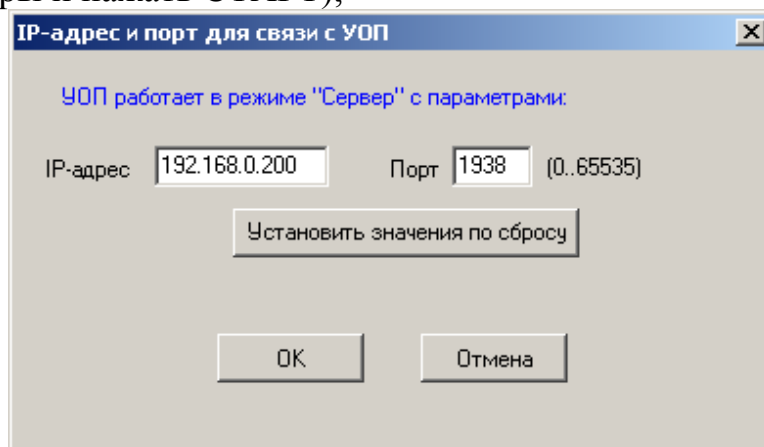 IP-адрес и порт для связи с УОП
УОП работает в режиме "Сервер" с параметрами:
IP-адрес 192.168.0.200 Порт 1938 (0..65535)
Установить значения по сбросу
OK Отмена